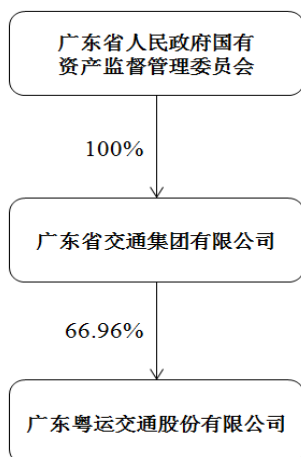 广东省人民政府国有
资产监督管理委员会
100%
广东省交通集团有限公司
66.96%
广东粤运交通股份有限公司